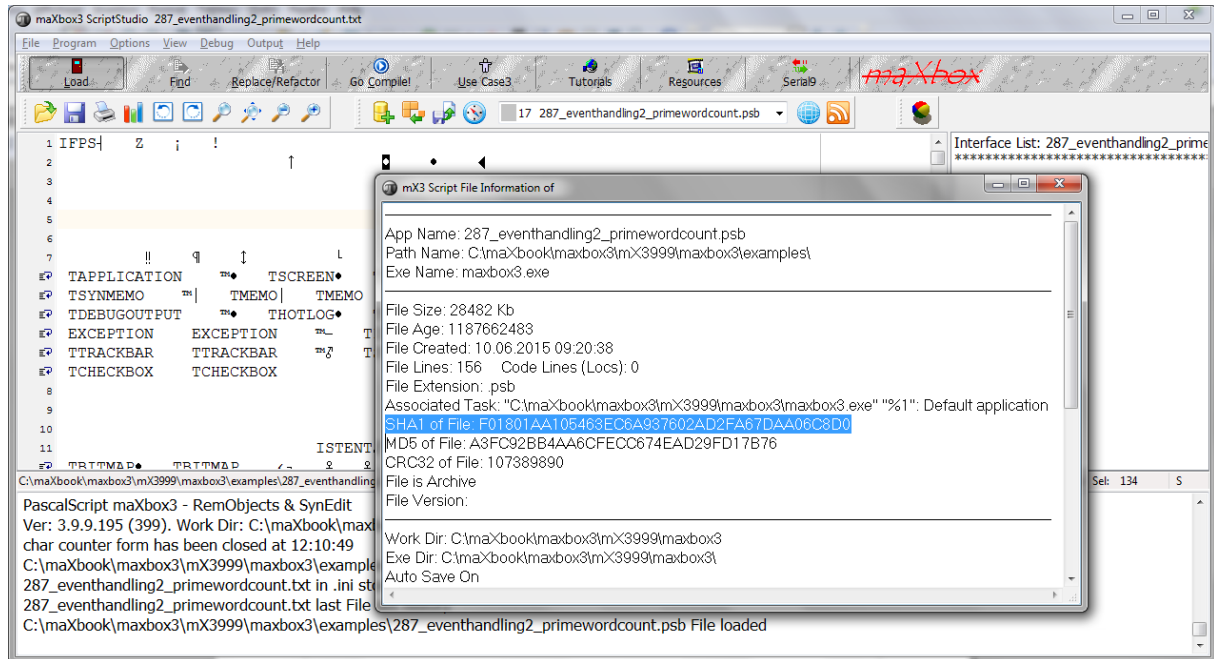 maXbox3 ScriptStudio 287_eventhandling2_primewordcount.txt
File Program Options View Debug Output Help
Load Find Replace/Refactor Go Compile! Use Case3 Tutorials Resources Serial9 maXbox
17 287_eventhandling2_primewordcount.psb
1 IFPS┤ Z ¡ !
2 ↑ ◘ • ◄
3
4
5
6
7 ‼ ¶ ↕ └
TAPPLICATION ™♠ TSCREEN♠
TSYNMEMO ™| TMEMO| TMEMO
TDEBUGOUTPUT ™♠ THOTLOG♠
EXCEPTION EXCEPTION ™— T
TTRACKBAR TTRACKBAR ™♂ T
TCHECKBOX TCHECKBOX
8
9
10
11 ISTENT
TBITMAP♠ TBITMAP
Interface List: 287_eventhandling2_prime
**********************************
mX3 Script File Information of
App Name: 287_eventhandling2_primewordcount.psb
Path Name: C:\maXbook\maxbox3\mX3999\maxbox3\examples\
Exe Name: maxbox3.exe
File Size: 28482 Kb
File Age: 1187662483
File Created: 10.06.2015 09:20:38
File Lines: 156 Code Lines (Locs): 0
File Extension: .psb
Associated Task: "C:\maXbook\maxbox3\mX3999\maxbox3\maxbox3.exe" "%1": Default application
SHA1 of File: F01801AA105463EC6A937602AD2FA67DAA06C8D0
MD5 of File: A3FC92BB4AA6CFECC674EAD29FD17B76
CRC32 of File: 107389890
File is Archive
File Version:
Work Dir: C:\maXbook\maxbox3\mX3999\maxbox3
Exe Dir: C:\maXbook\maxbox3\mX3999\maxbox3\
Auto Save On
C:\maXbook\maxbox3\mX3999\maxbox3\examples\287_eventhandling Sel: 134 S
PascalScript maXbox3 - RemObjects & SynEdit
Ver: 3.9.9.195 (399). Work Dir: C:\maXbook\maxb
char counter form has been closed at 12:10:49
C:\maXbook\maxbox3\mX3999\maxbox3\example
287_eventhandling2_primewordcount.txt in .ini sto
287_eventhandling2_primewordcount.txt last File
C:\maXbook\maxbox3\mX3999\maxbox3\examples\287_eventhandling2_primewordcount.psb File loaded